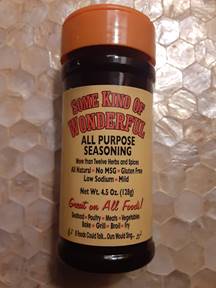 SOME KIND OF
WONDERFUL
ALL PURPOSE
SEASONING
More than Twelve Herbs and Spices
All Natural • No MSG • Gluten Free
Low Sodium • Mild
Net Wt. 4.5 Oz. (128g)
Great on All Foods!
Seafood • Poultry • Meats • Vegetables
Bake • Grill • Broil • Fry
If Foods Could Talk...Ours Would Sing...